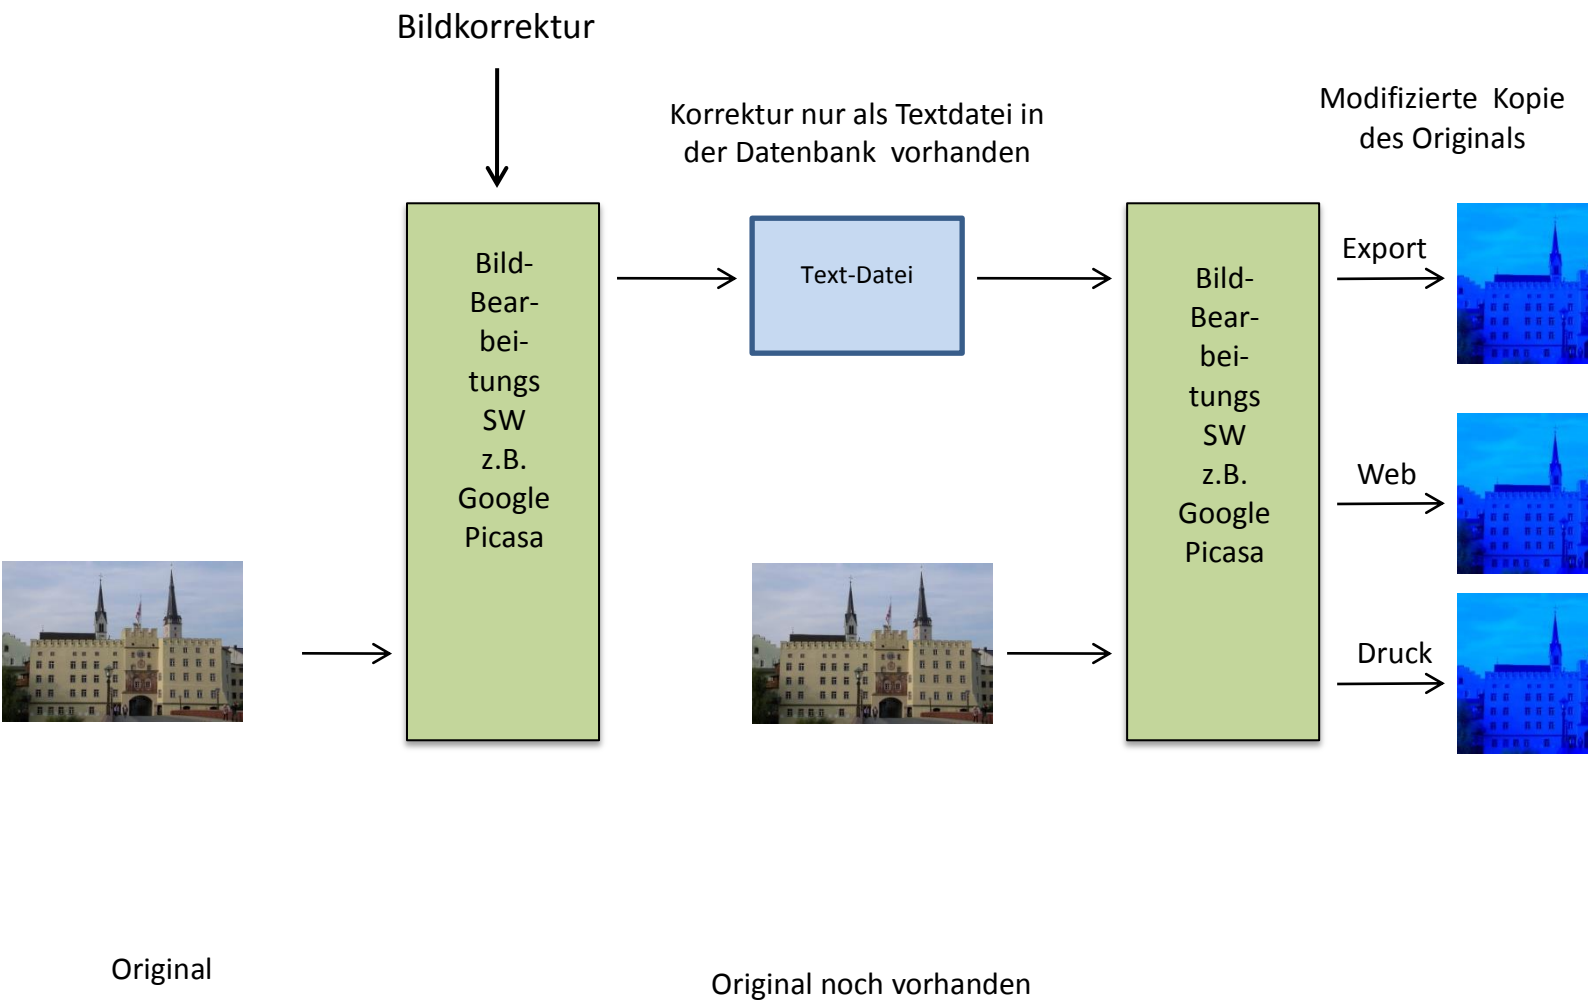 Bildkorrektur
Korrektur nur als Textdatei in
der Datenbank vorhanden
Modifizierte Kopie
des Originals
Bild-
Bear-
bei-
tungs
SW
z.B.
Google
Picasa
Text-Datei
Bild-
Bear-
bei-
tungs
SW
z.B.
Google
Picasa
Export
Web
Druck
Original
Original noch vorhanden